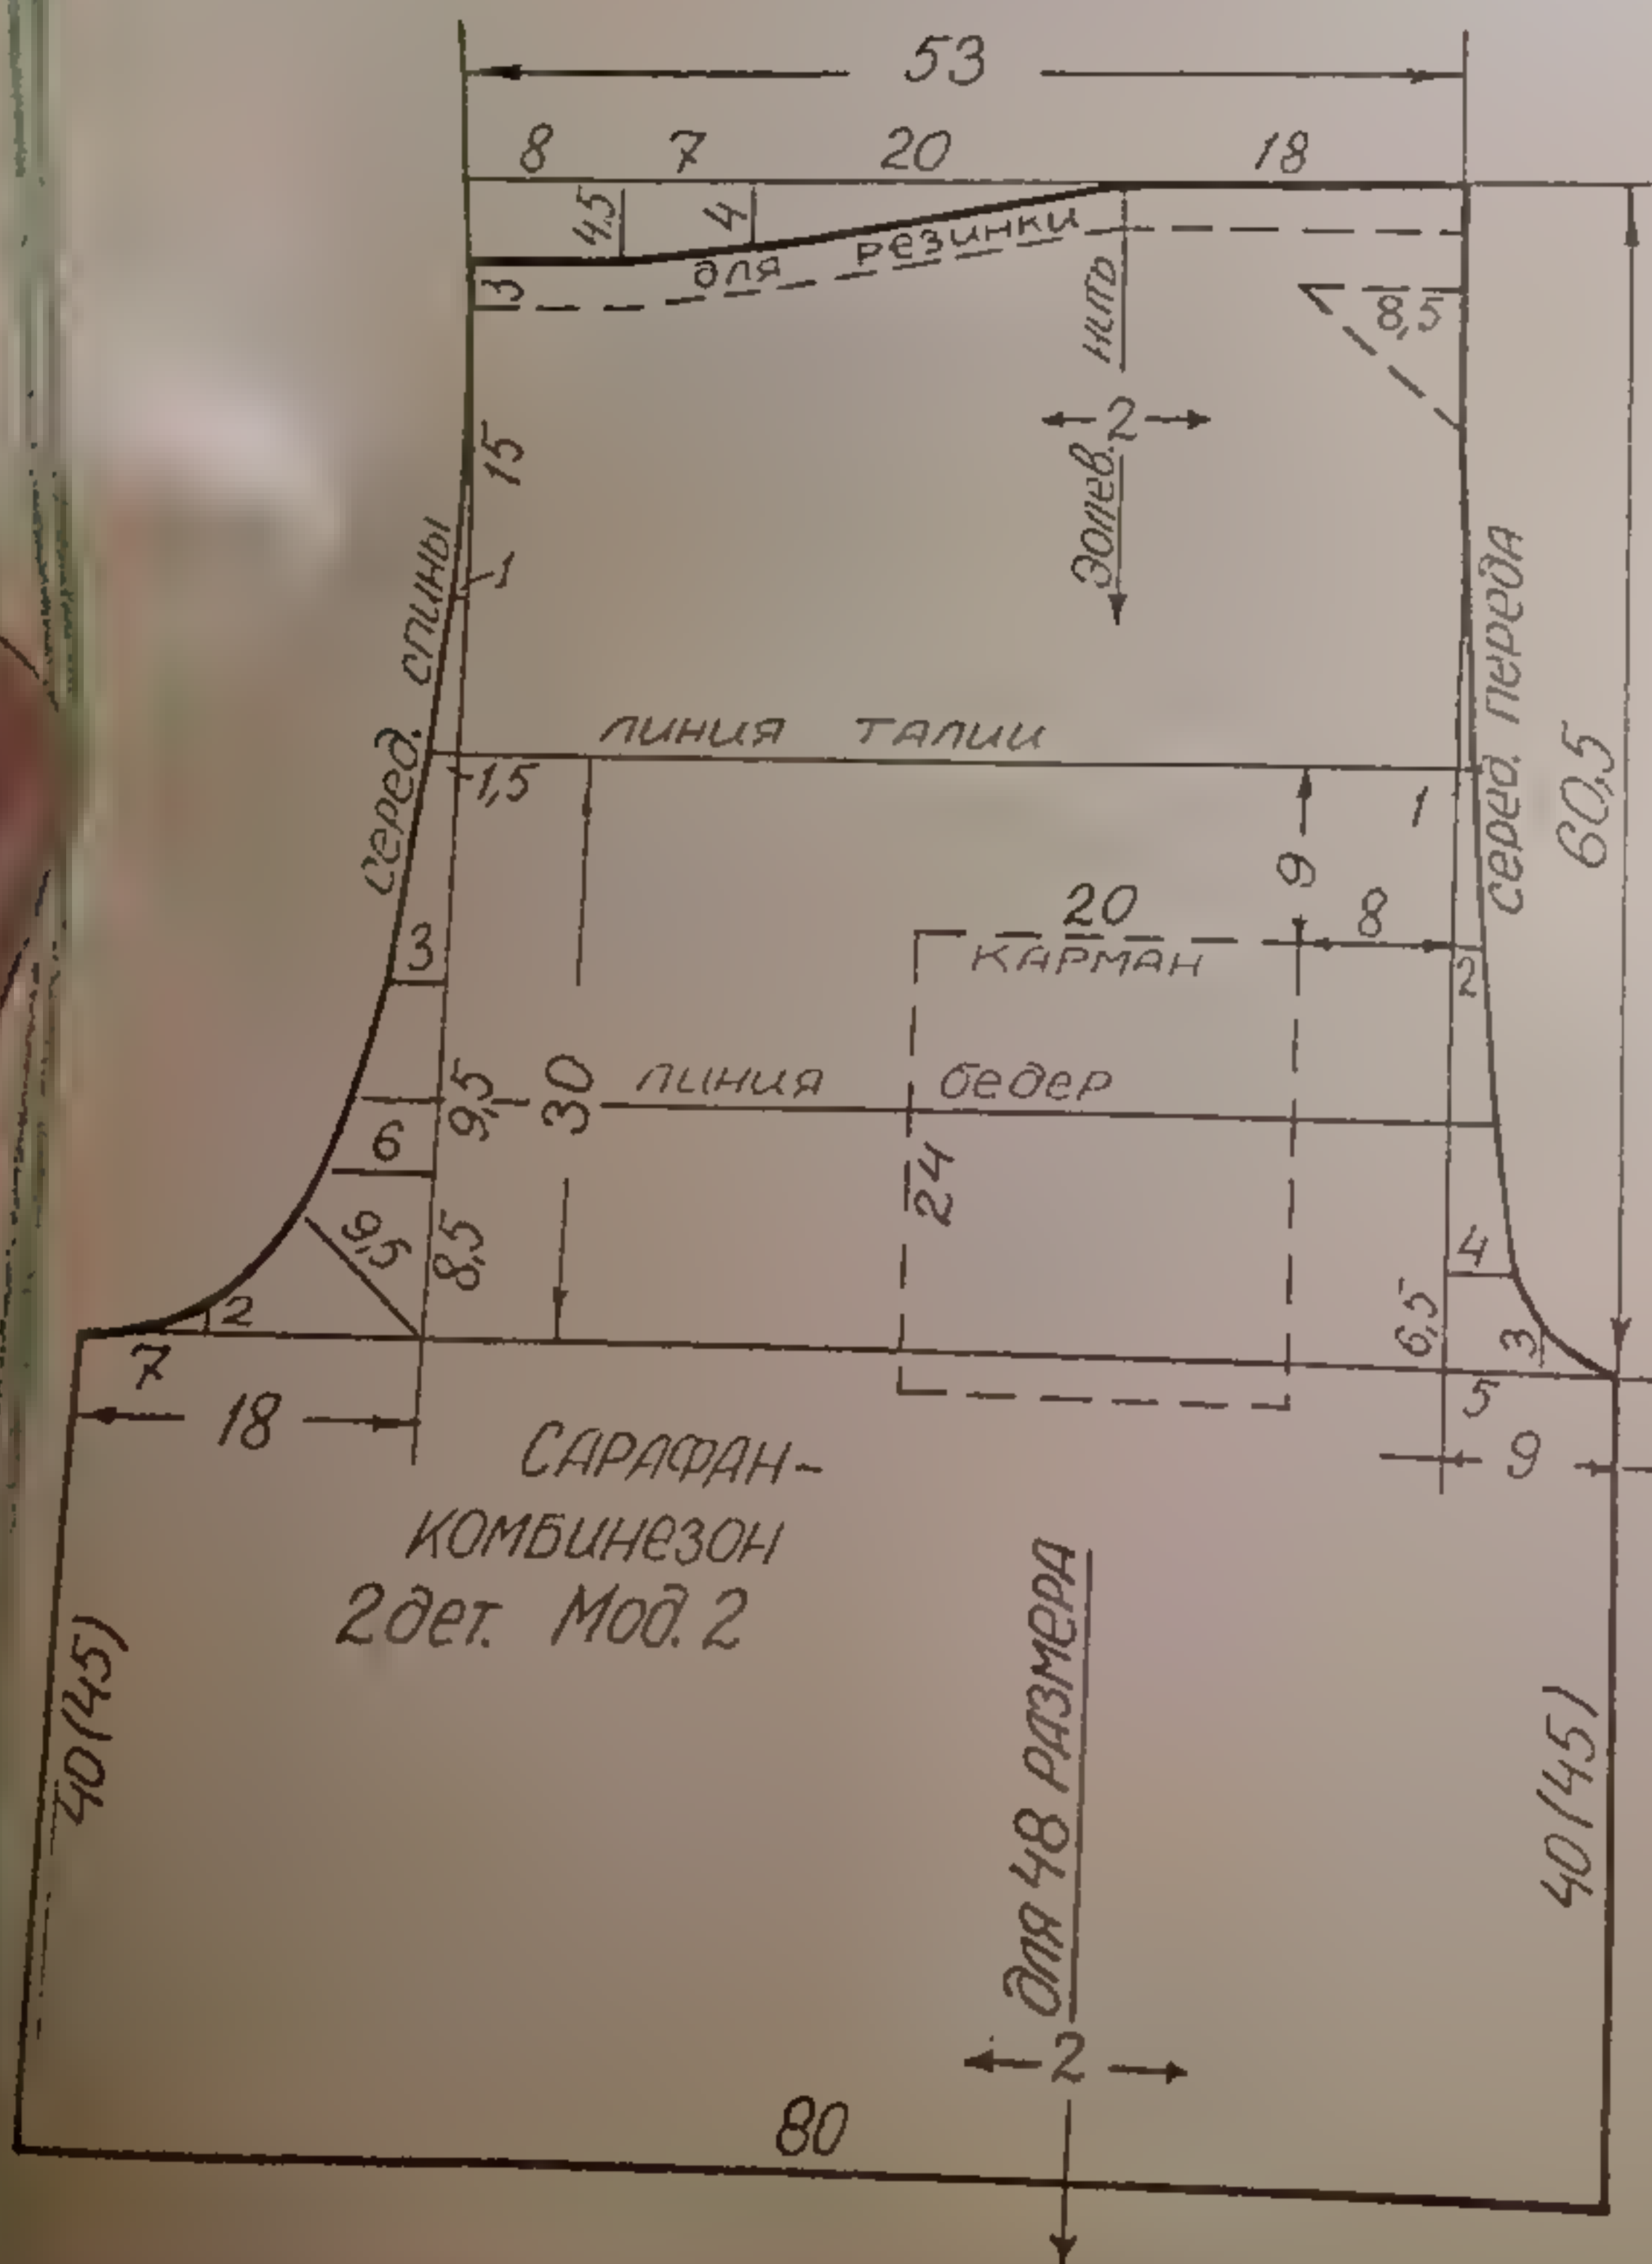 53
8 7 20 18
4,5 4
для резинки
3
8,5
нить
2
долев.
15
1
серед. спины
серед. переда
60,5
линия талии
1,5
1
9
20
8
карман
3
2
9,5
30
линия бедер
6
24
9,5
8,5
4
6,5
3
2
7
5
18
9
САРАФАН-
КОМБИНеЗОН
2 дет. Мод. 2
для 48 РАЗМЕРА
40(45)
40(45)
2
80